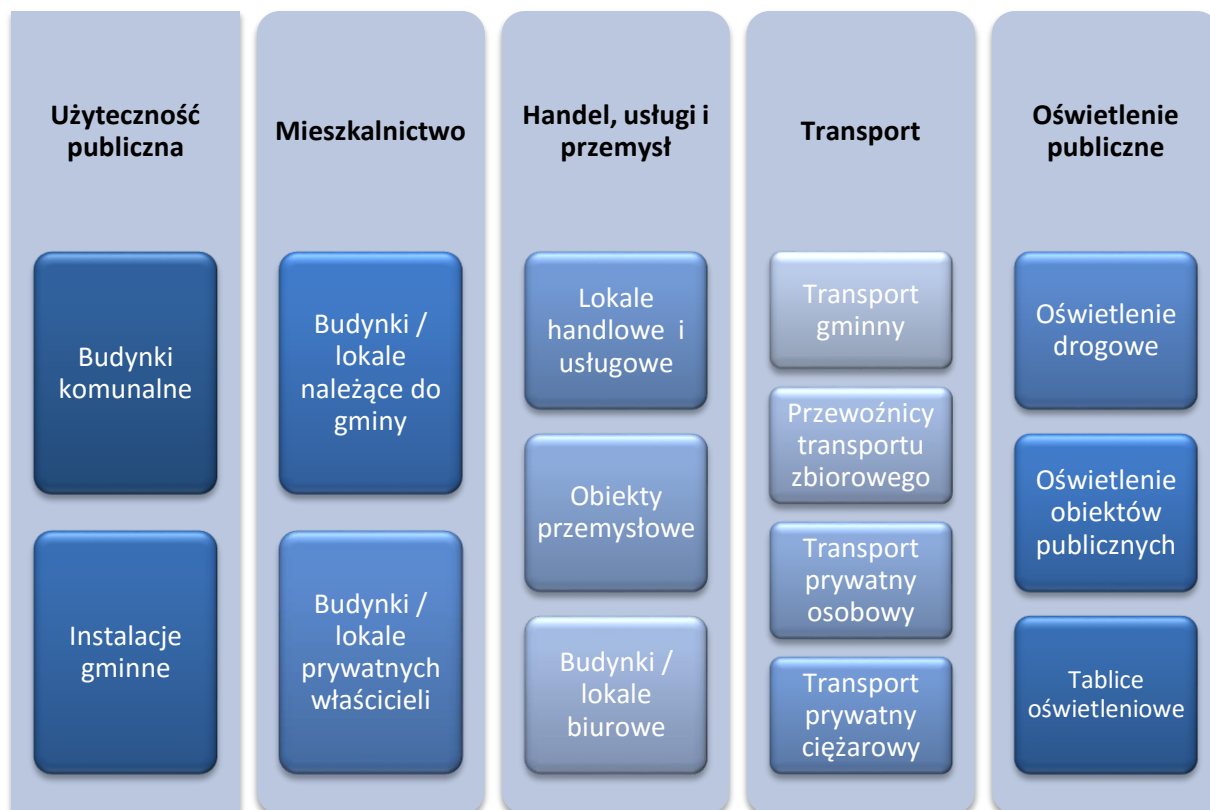 Użyteczność
publiczna
Budynki
komunalne
Instalacje
gminne
Mieszkalnictwo
Budynki /
lokale
należące do
gminy
Budynki /
lokale
prywatnych
właścicieli
Handel, usługi i
przemysł
Lokale
handlowe i
usługowe
Obiekty
przemysłowe
Budynki /
lokale
biurowe
Transport
Transport
gminny
Przewoźnicy
transportu
zbiorowego
Transport
prywatny
osobowy
Transport
prywatny
ciężarowy
Oświetlenie
publiczne
Oświetlenie
drogowe
Oświetlenie
obiektów
publicznych
Tablice
oświetleniowe